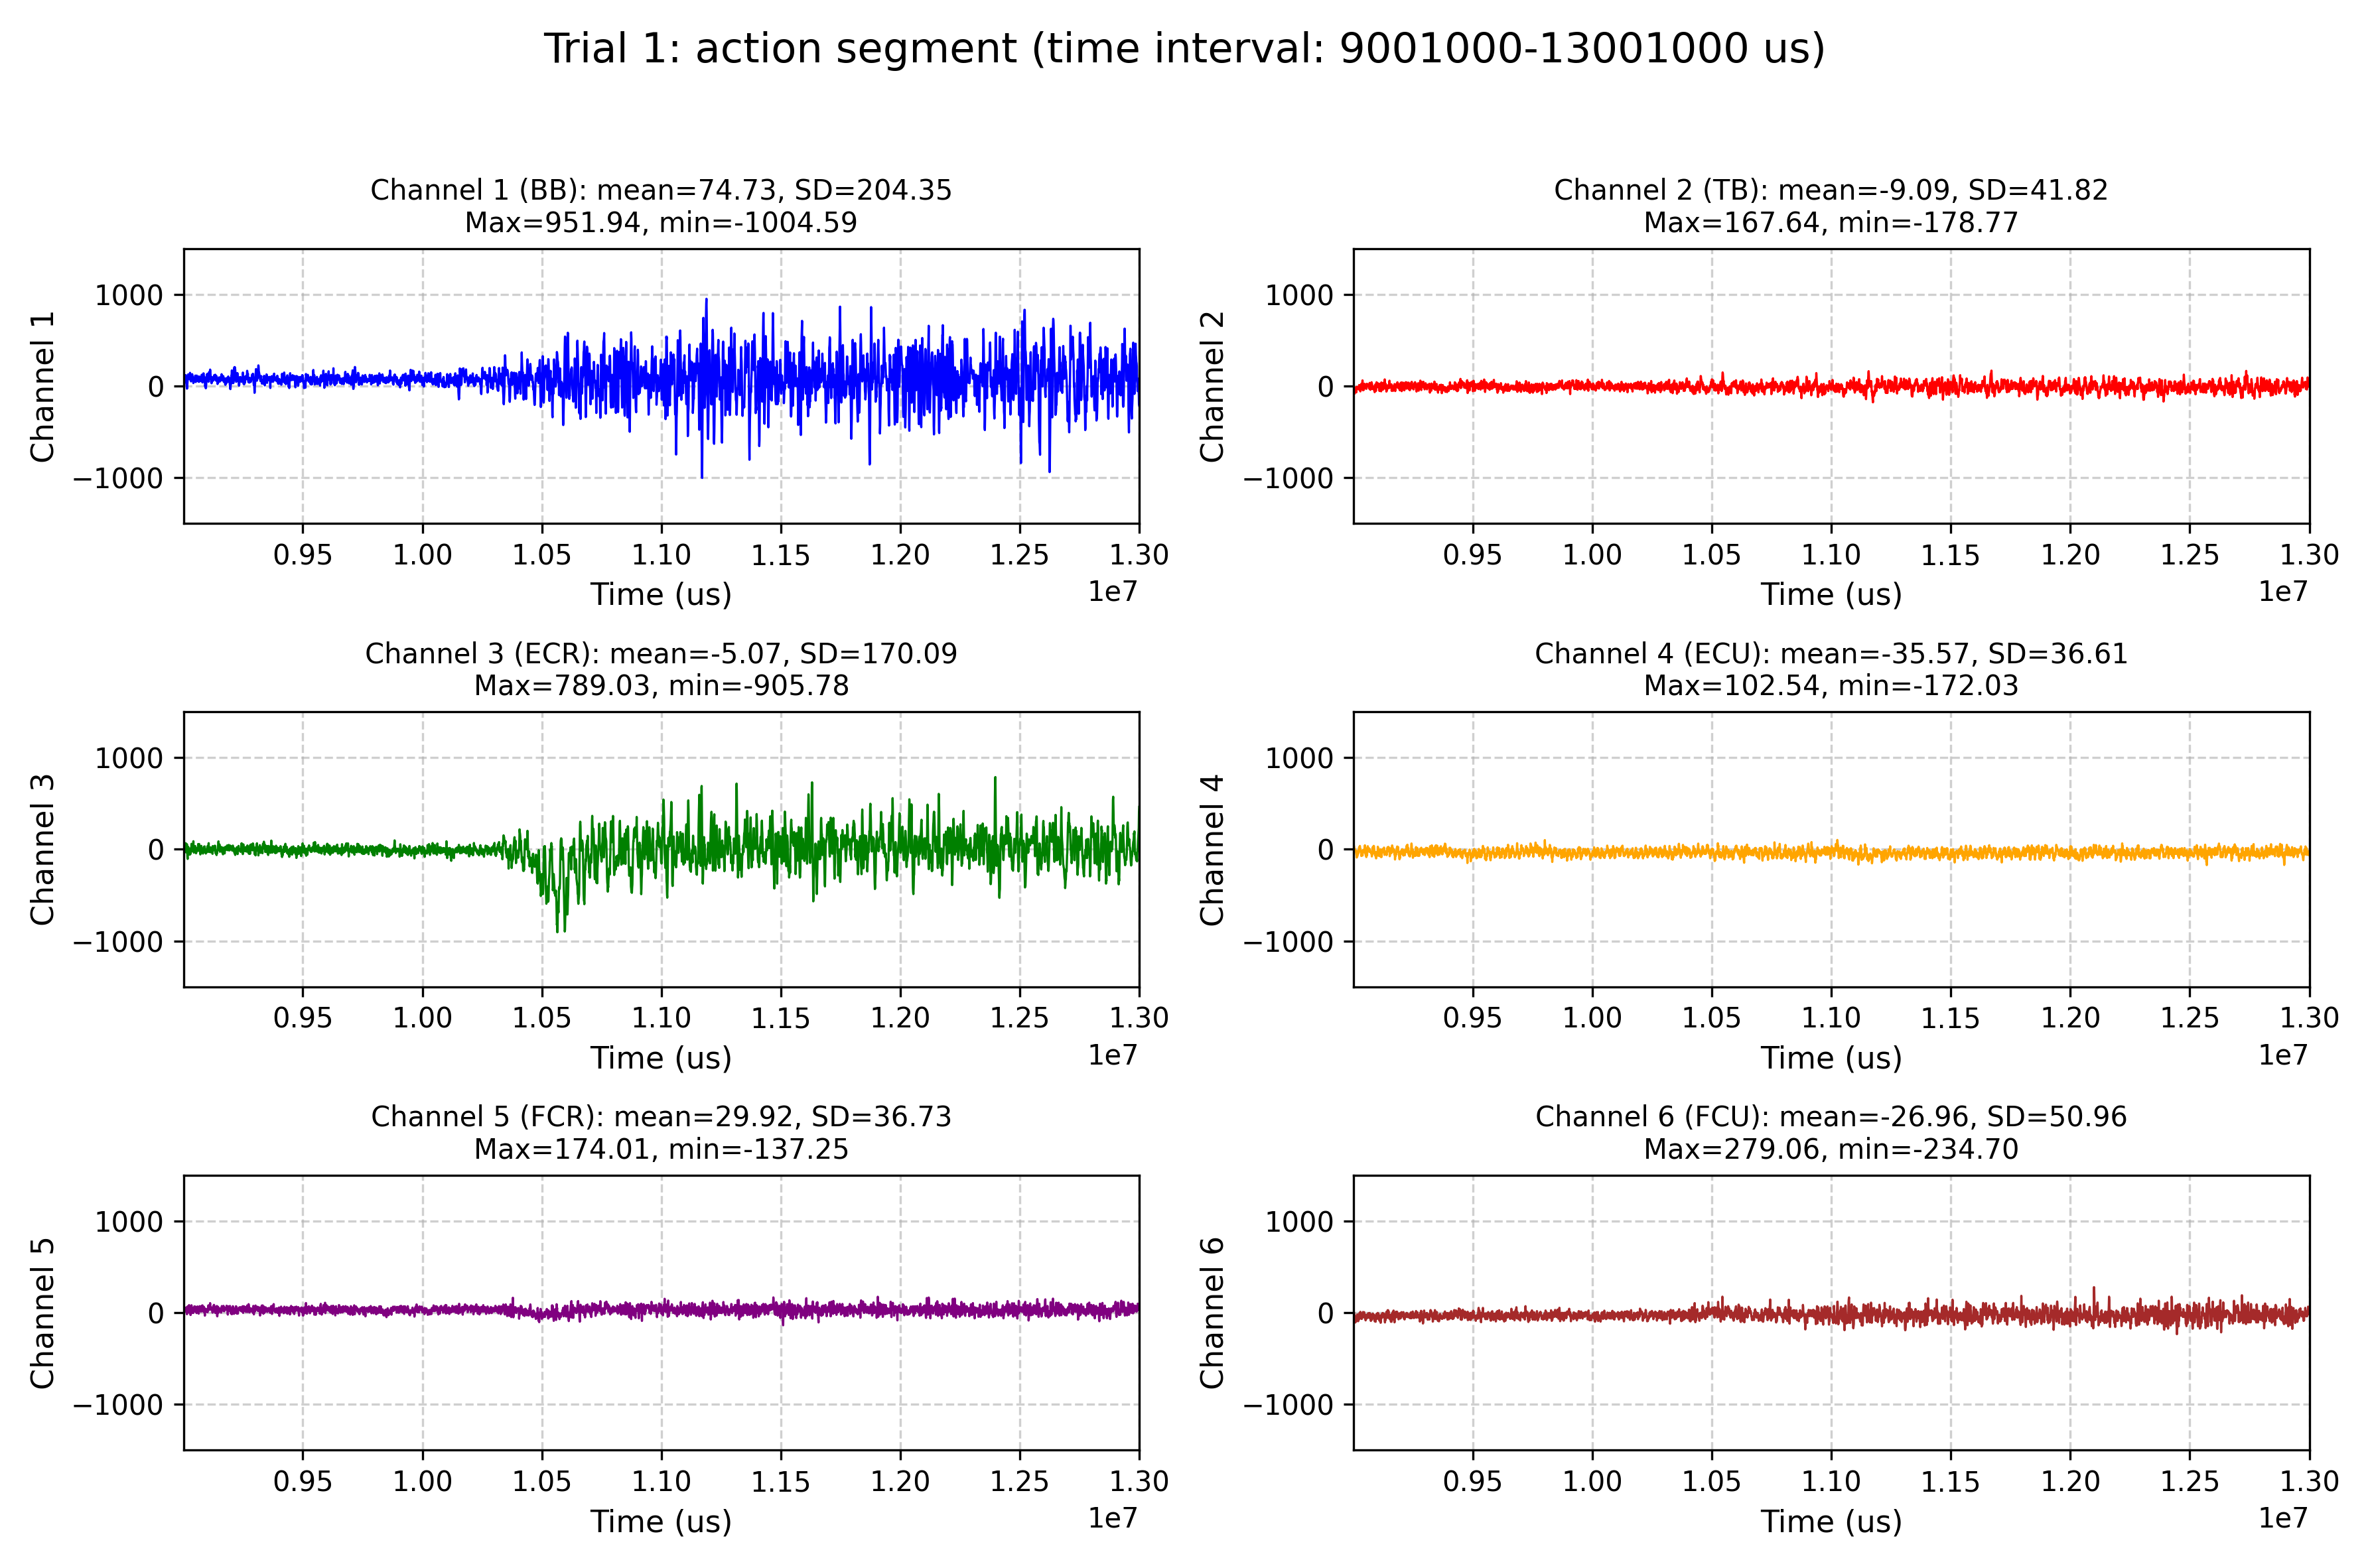 Trial 1: action segment (time interval: 9001000-13001000 us)
Channel 1 (BB): mean=74.73, SD=204.35
Max=951.94, min=-1004.59
Channel 1
1000
0
−1000
0.95 1.00 1.05 1.10 1.15 1.20 1.25 1.30
Time (us)
1e7
Channel 2 (TB): mean=-9.09, SD=41.82
Max=167.64, min=-178.77
Channel 2
1000
0
−1000
0.95 1.00 1.05 1.10 1.15 1.20 1.25 1.30
Time (us)
1e7
Channel 3 (ECR): mean=-5.07, SD=170.09
Max=789.03, min=-905.78
Channel 3
1000
0
−1000
0.95 1.00 1.05 1.10 1.15 1.20 1.25 1.30
Time (us)
1e7
Channel 4 (ECU): mean=-35.57, SD=36.61
Max=102.54, min=-172.03
Channel 4
1000
0
−1000
0.95 1.00 1.05 1.10 1.15 1.20 1.25 1.30
Time (us)
1e7
Channel 5 (FCR): mean=29.92, SD=36.73
Max=174.01, min=-137.25
Channel 5
1000
0
−1000
0.95 1.00 1.05 1.10 1.15 1.20 1.25 1.30
Time (us)
1e7
Channel 6 (FCU): mean=-26.96, SD=50.96
Max=279.06, min=-234.70
Channel 6
1000
0
−1000
0.95 1.00 1.05 1.10 1.15 1.20 1.25 1.30
Time (us)
1e7